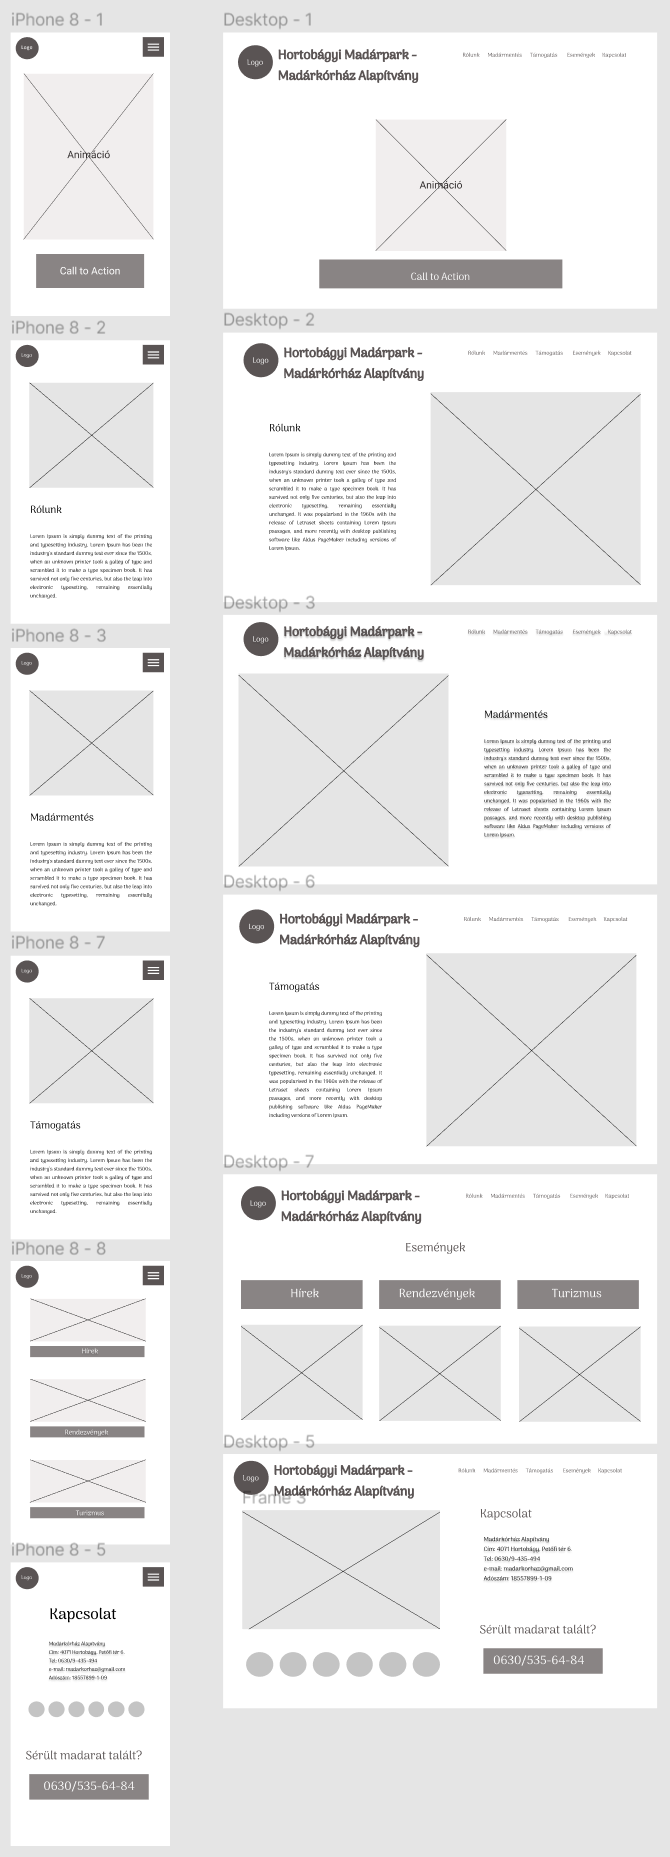 iPhone 8 - 1
Logo
Animáció
Call to Action
iPhone 8 - 2
Logo
Rólunk
Lorem Ipsum is simply dummy text of the printing
and typesetting industry. Lorem Ipsum has been the
industry's standard dummy text ever since the 1500s,
when an unknown printer took a galley of type and
scrambled it to make a type specimen book. It has
survived not only five centuries, but also the leap into
electronic typesetting, remaining essentially
unchanged.
iPhone 8 - 3
Logo
Madármentés
Lorem Ipsum is simply dummy text of the printing
and typesetting industry. Lorem Ipsum has been the
industry's standard dummy text ever since the 1500s,
when an unknown printer took a galley of type and
scrambled it to make a type specimen book. It has
survived not only five centuries, but also the leap into
electronic typesetting, remaining essentially
unchanged.
iPhone 8 - 7
Logo
Támogatás
Lorem Ipsum is simply dummy text of the printing
and typesetting industry. Lorem Ipsum has been the
industry's standard dummy text ever since the 1500s,
when an unknown printer took a galley of type and
scrambled it to make a type specimen book. It has
survived not only five centuries, but also the leap into
electronic typesetting, remaining essentially
unchanged.
iPhone 8 - 8
Logo
Hírek
Rendezvények
Turizmus
iPhone 8 - 5
Logo
Kapcsolat
Madárkórház Alapítvány
Cím: 4071 Hortobágy, Petőfi tér 6.
Tel: 0630/9-435-494
e-mail: madarkorhaz@gmail.com
Adószám: 18557899-1-09
Sérült madarat talált?
0630/535-64-84
Desktop - 1
Logo
Hortobágyi Madárpark -
Madárkórház Alapítvány
Rólunk Madármentés Támogatás Események Kapcsolat
Animáció
Call to Action
Desktop - 2
Logo
Hortobágyi Madárpark -
Madárkórház Alapítvány
Rólunk Madármentés Támogatás Események Kapcsolat
Rólunk
Lorem Ipsum is simply dummy text of the printing and
typesetting industry. Lorem Ipsum has been the
industry's standard dummy text ever since the 1500s,
when an unknown printer took a galley of type and
scrambled it to make a type specimen book. It has
survived not only five centuries, but also the leap into
electronic typesetting, remaining essentially
unchanged. It was popularised in the 1960s with the
release of Letraset sheets containing Lorem Ipsum
passages, and more recently with desktop publishing
software like Aldus PageMaker including versions of
Lorem Ipsum.
Desktop - 3
Logo
Hortobágyi Madárpark -
Madárkórház Alapítvány
Rólunk Madármentés Támogatás Események Kapcsolat
Madármentés
Lorem Ipsum is simply dummy text of the printing and
typesetting industry. Lorem Ipsum has been the
industry's standard dummy text ever since the 1500s,
when an unknown printer took a galley of type and
scrambled it to make a type specimen book. It has
survived not only five centuries, but also the leap into
electronic typesetting, remaining essentially
unchanged. It was popularised in the 1960s with the
release of Letraset sheets containing Lorem Ipsum
passages, and more recently with desktop publishing
software like Aldus PageMaker including versions of
Lorem Ipsum.
Desktop - 6
Logo
Hortobágyi Madárpark -
Madárkórház Alapítvány
Rólunk Madármentés Támogatás Események Kapcsolat
Támogatás
Lorem Ipsum is simply dummy text of the printing
and typesetting industry. Lorem Ipsum has been
the industry's standard dummy text ever since
the 1500s, when an unknown printer took a
galley of type and scrambled it to make a type
specimen book. It has survived not only five
centuries, but also the leap into electronic
typesetting, remaining essentially unchanged. It
was popularised in the 1960s with the release of
Letraset sheets containing Lorem Ipsum
passages, and more recently with desktop
publishing software like Aldus PageMaker
including versions of Lorem Ipsum.
Desktop - 7
Logo
Hortobágyi Madárpark -
Madárkórház Alapítvány
Rólunk Madármentés Támogatás Események Kapcsolat
Események
Hírek
Rendezvények
Turizmus
Desktop - 5
Logo
Hortobágyi Madárpark -
Madárkórház Alapítvány
Rólunk Madármentés Támogatás Események Kapcsolat
Frame 3
Kapcsolat
Madárkórház Alapítvány
Cím: 4071 Hortobágy, Petőfi tér 6.
Tel: 0630/9-435-494
e-mail: madarkorhaz@gmail.com
Adószám: 18557899-1-09
Sérült madarat talált?
0630/535-64-84